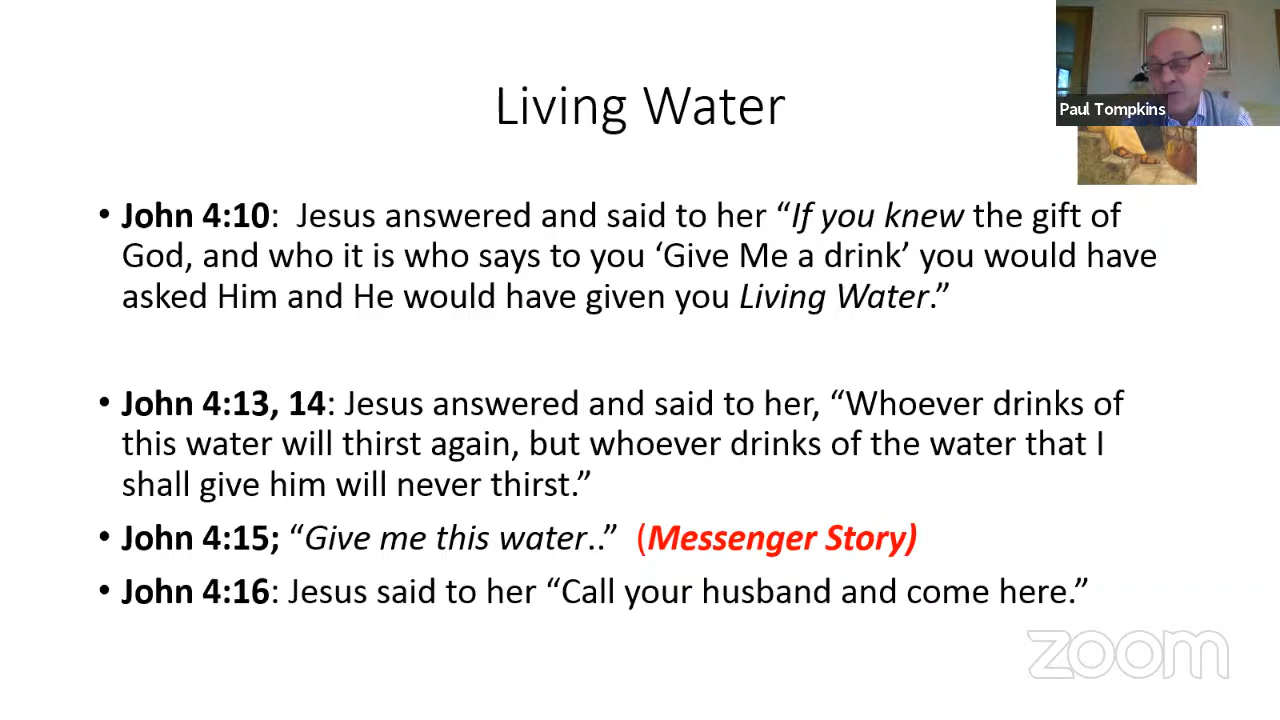 Living Water
Paul Tompkins
• John 4:10:  Jesus answered and said to her “If you knew the gift of
God, and who it is who says to you ‘Give Me a drink’ you would have
asked Him and He would have given you Living Water.”
• John 4:13, 14: Jesus answered and said to her, “Whoever drinks of
this water will thirst again, but whoever drinks of the water that I
shall give him will never thirst.”
• John 4:15; “Give me this water..”  (Messenger Story)
• John 4:16: Jesus said to her “Call your husband and come here.”
zoom